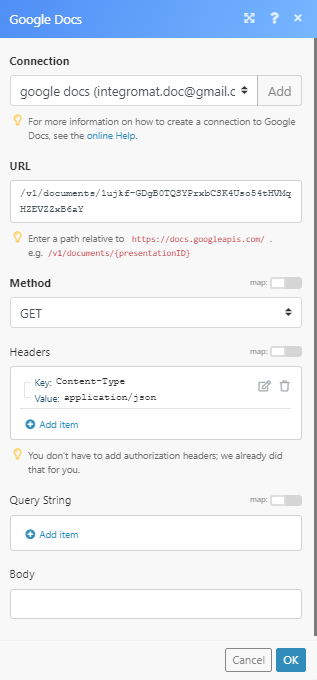 Google Docs
Connection
google docs (integromat.doc@gmail.c
Add
For more information on how to create a connection to Google
Docs, see the online Help.
URL
/v1/documents/1ujkf-GDgB0TQSYPrxbCSK4Uso54tHVMq
HZEVZZxB6aY
Enter a path relative to https://docs.googleapis.com/ .
e.g. /v1/documents/{presentationID}
Method
map:
GET
Headers
map:
Key: Content-Type
Value: application/json
Add item
You don't have to add authorization headers; we already did
that for you.
Query String
map:
Add item
Body
Cancel
OK